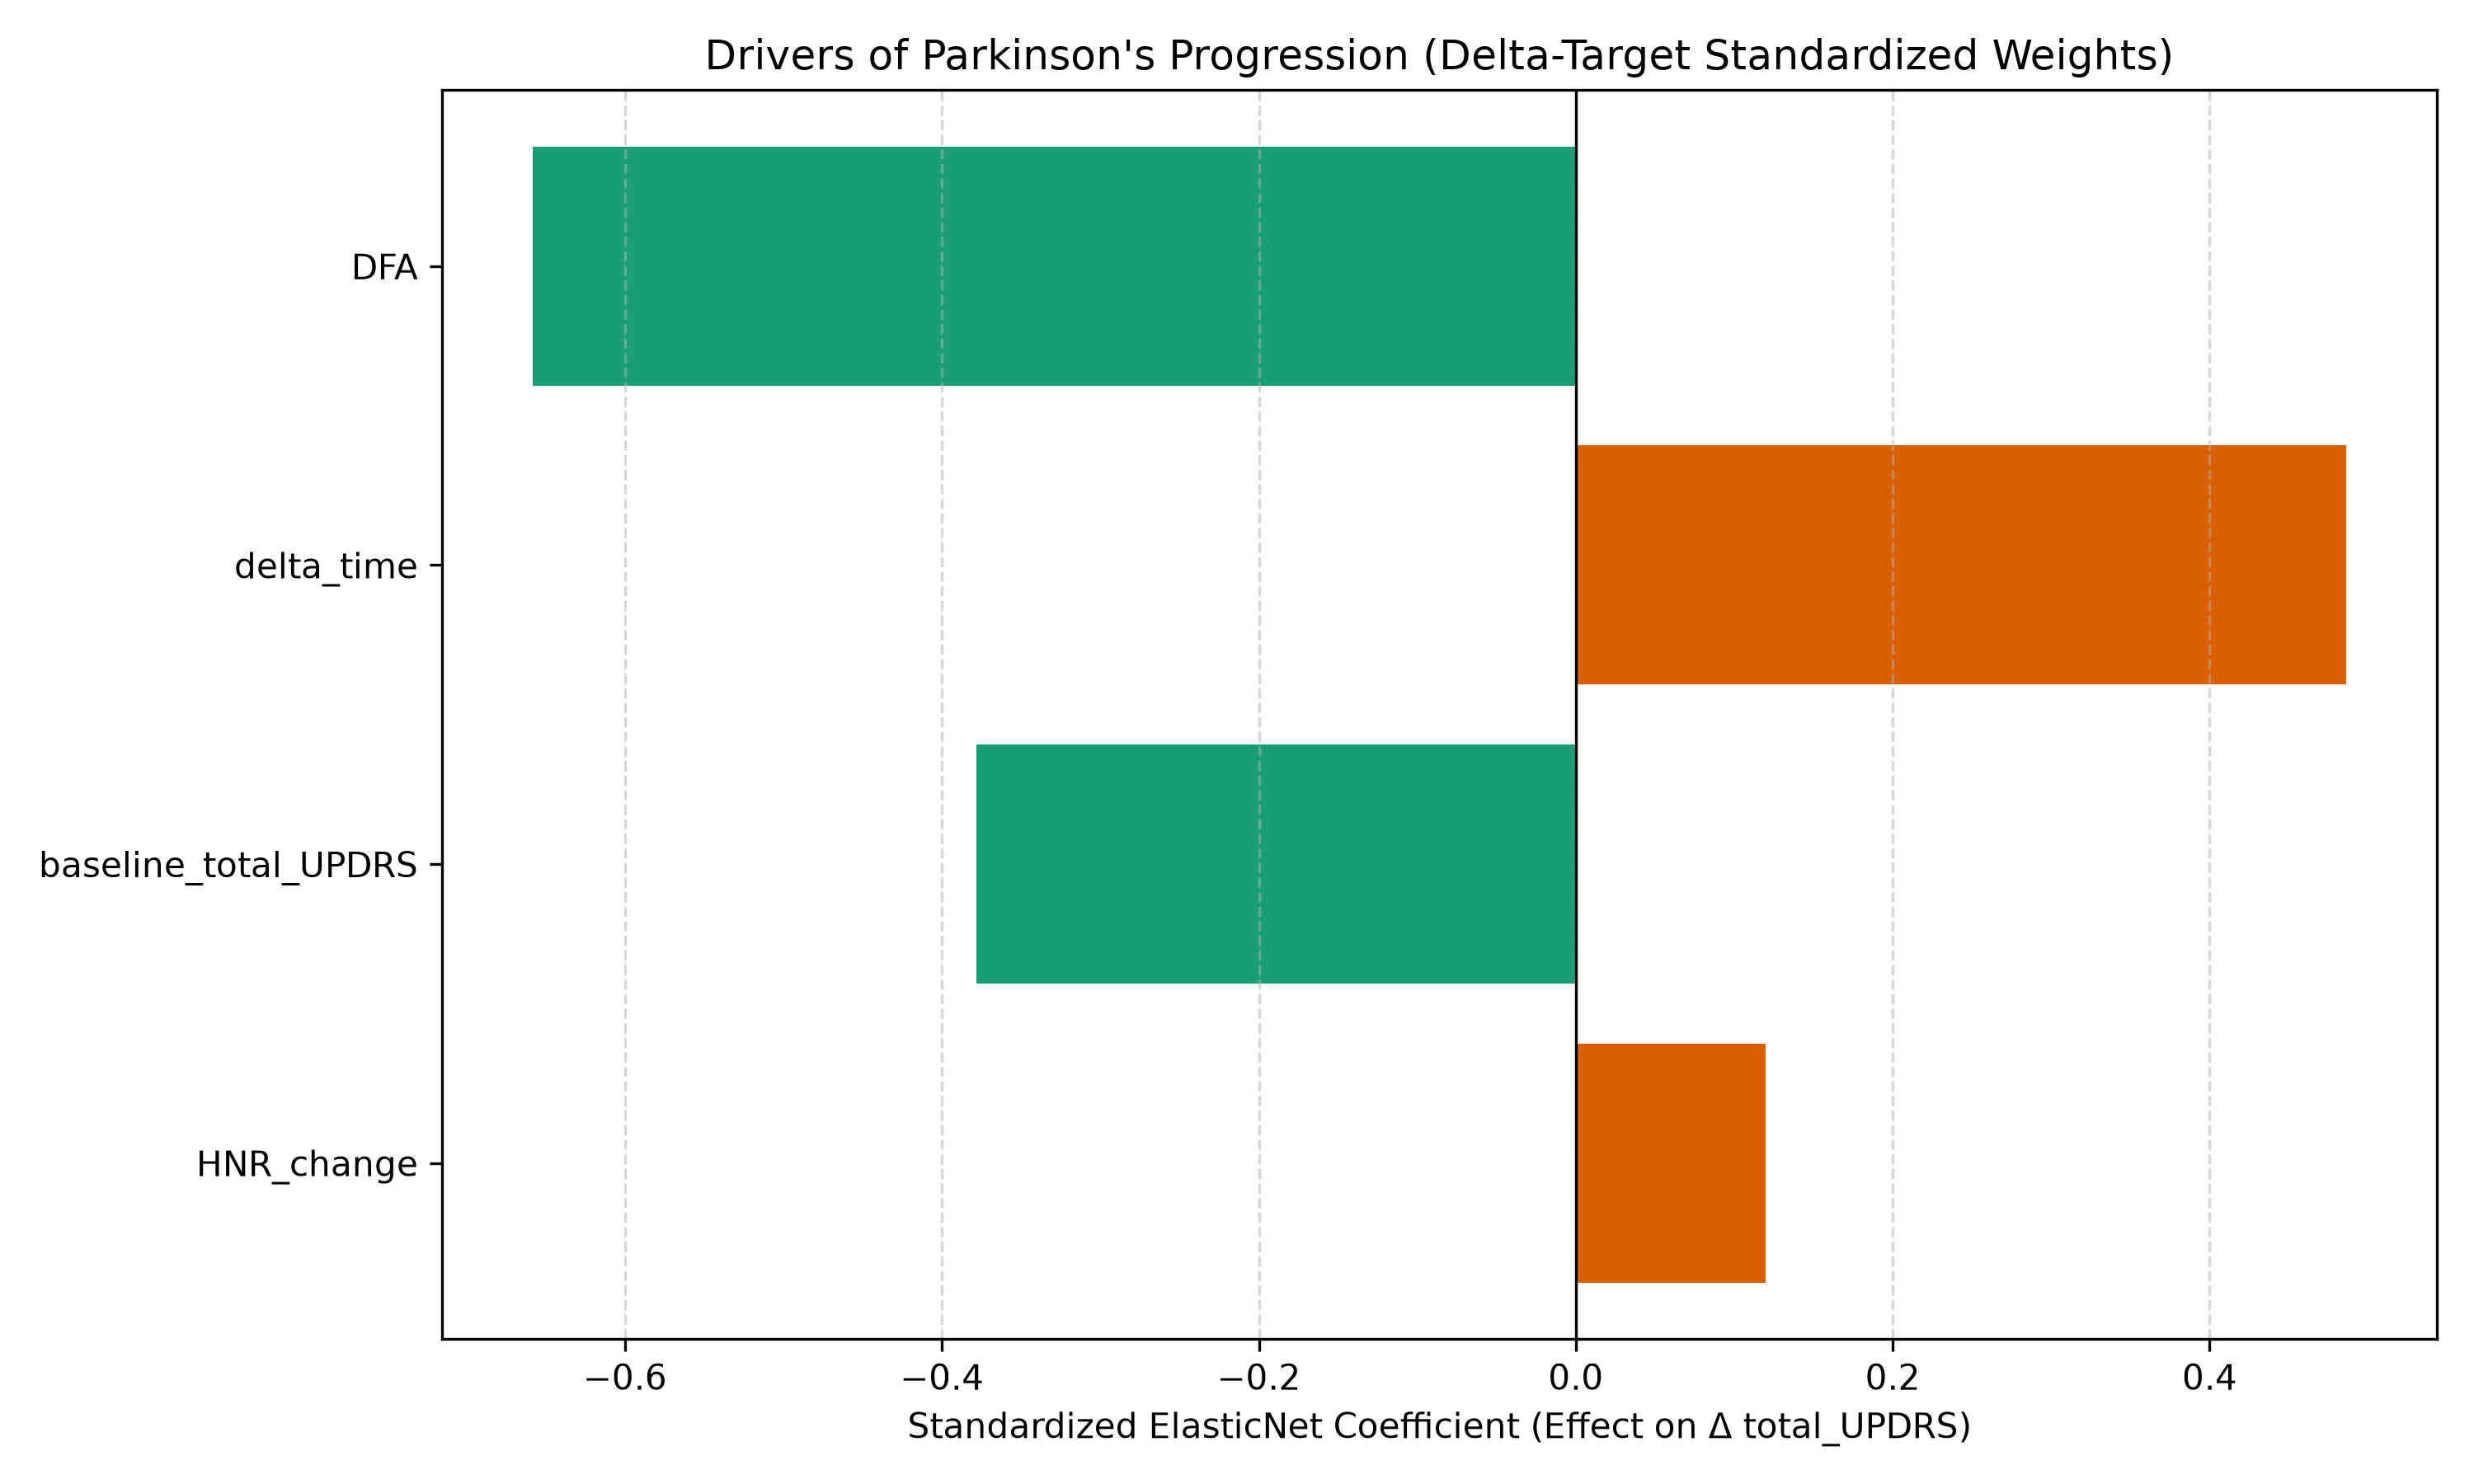 Drivers of Parkinson's Progression (Delta-Target Standardized Weights)
DFA
delta_time
baseline_total_UPDRS
HNR_change
−0.6 −0.4 −0.2 0.0 0.2 0.4
Standardized ElasticNet Coefficient (Effect on Δ total_UPDRS)